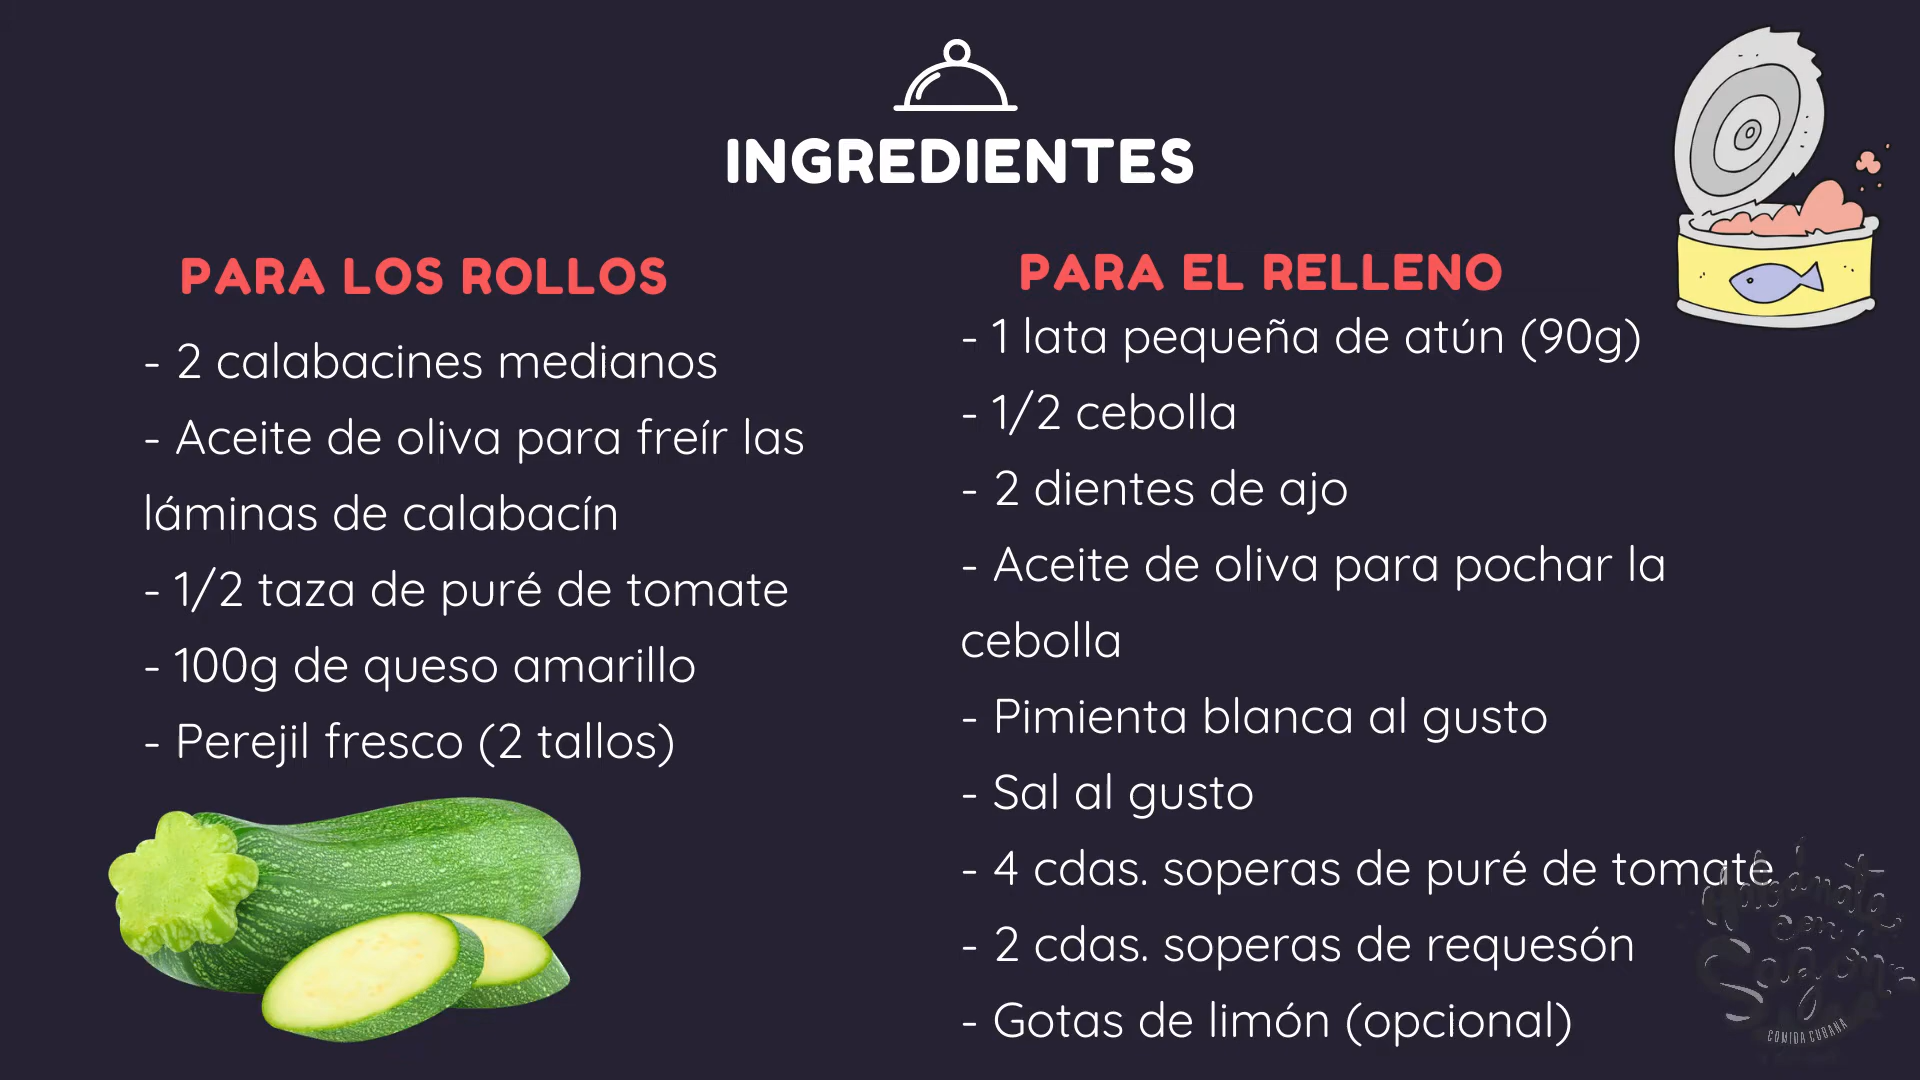 INGREDIENTES
PARA LOS ROLLOS
- 2 calabacines medianos
- Aceite de oliva para freír las
láminas de calabacín
- 1/2 taza de puré de tomate
- 100g de queso amarillo
- Perejil fresco (2 tallos)
PARA EL RELLENO
- 1 lata pequeña de atún (90g)
- 1/2 cebolla
- 2 dientes de ajo
- Aceite de oliva para pochar la
cebolla
- Pimienta blanca al gusto
- Sal al gusto
- 4 cdas. soperas de puré de tomate
- 2 cdas. soperas de requesón
- Gotas de limón (opcional)
con
COMIDA CUBANA